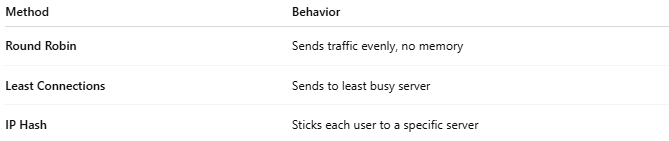 Method Behavior
Round Robin Sends traffic evenly, no memory
Least Connections Sends to least busy server
IP Hash Sticks each user to a specific server